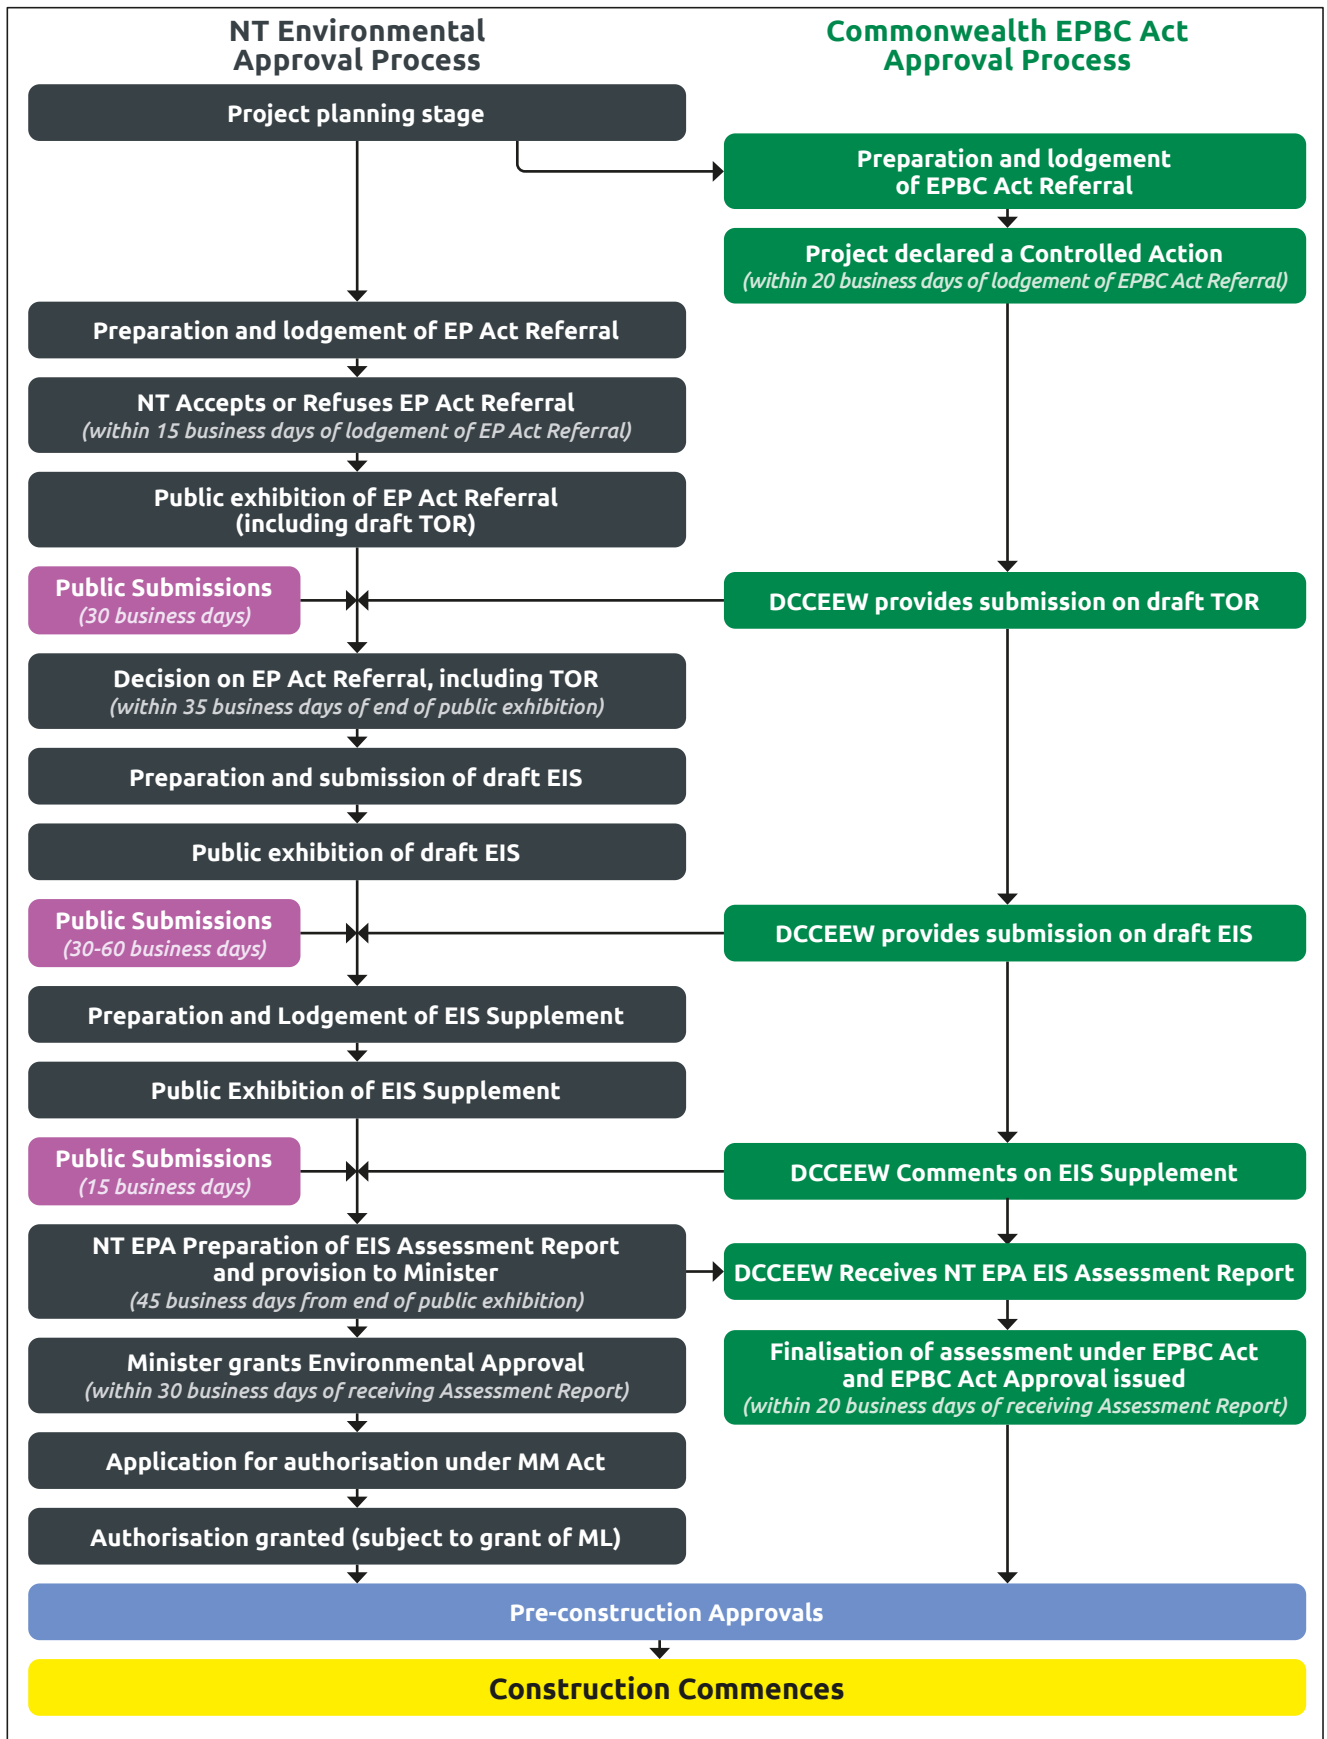 NT Environmental
Approval Process
Commonwealth EPBC Act
Approval Process
Project planning stage
Preparation and lodgement
of EPBC Act Referral
Project declared a Controlled Action
(within 20 business days of lodgement of EPBC Act Referral)
Preparation and lodgement of EP Act Referral
NT Accepts or Refuses EP Act Referral
(within 15 business days of lodgement of EP Act Referral)
Public exhibition of EP Act Referral
(including draft TOR)
Public Submissions
(30 business days)
DCCEEW provides submission on draft TOR
Decision on EP Act Referral, including TOR
(within 35 business days of end of public exhibition)
Preparation and submission of draft EIS
Public exhibition of draft EIS
Public Submissions
(30-60 business days)
DCCEEW provides submission on draft EIS
Preparation and Lodgement of EIS Supplement
Public Exhibition of EIS Supplement
Public Submissions
(15 business days)
DCCEEW Comments on EIS Supplement
NT EPA Preparation of EIS Assessment Report
and provision to Minister
(45 business days from end of public exhibition)
DCCEEW Receives NT EPA EIS Assessment Report
Minister grants Environmental Approval
(within 30 business days of receiving Assessment Report)
Finalisation of assessment under EPBC Act
and EPBC Act Approval issued
(within 20 business days of receiving Assessment Report)
Application for authorisation under MM Act
Authorisation granted (subject to grant of ML)
Pre-construction Approvals
Construction Commences